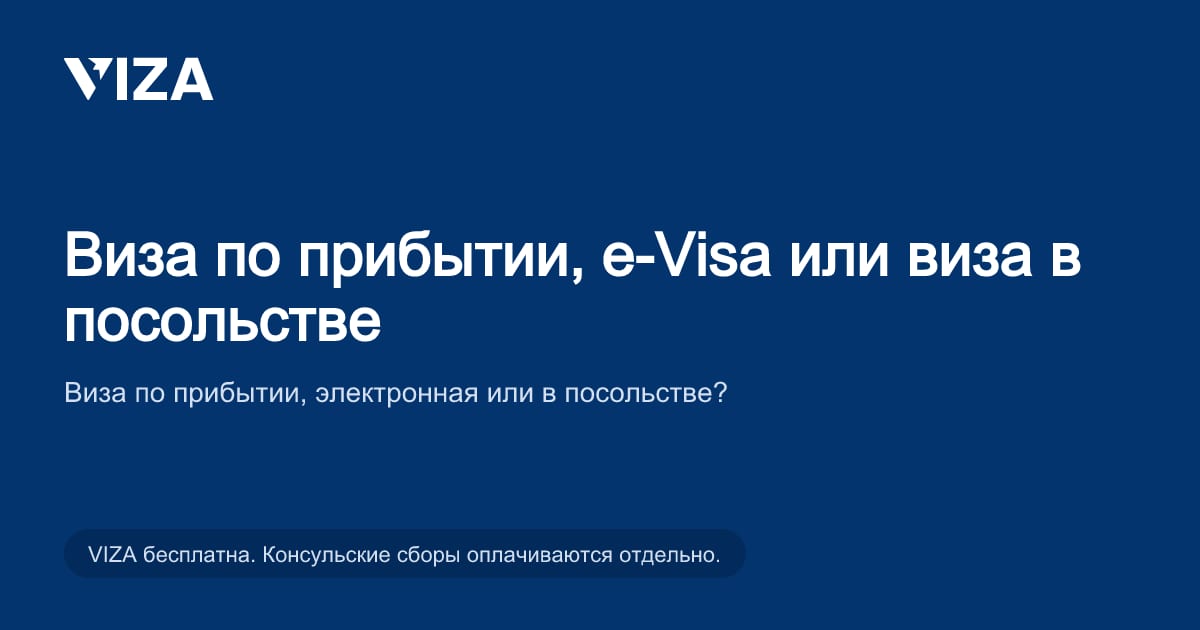 VIZA
Виза по прибытии, e-Visa или виза в
посольстве
Виза по прибытии, электронная или в посольстве?
VIZA бесплатна. Консульские сборы оплачиваются отдельно.